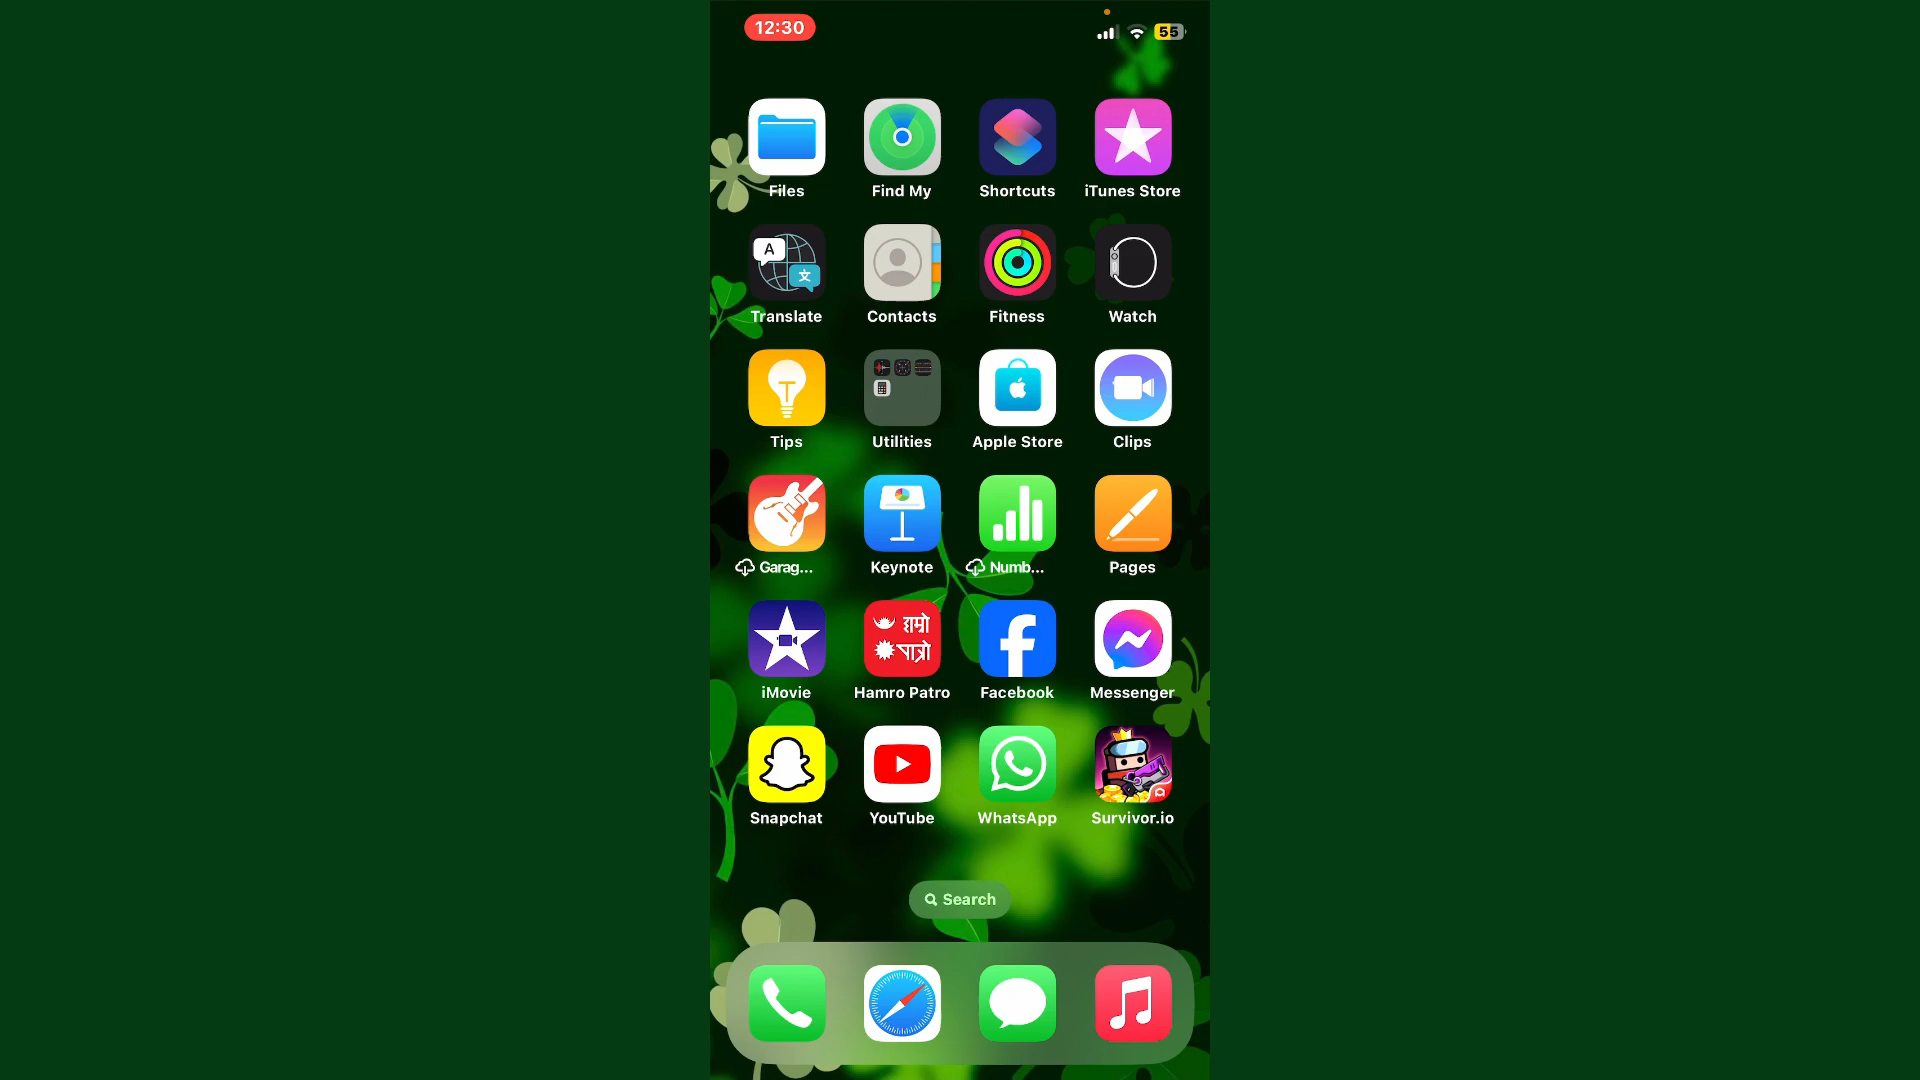 12:30
55
Files
Find My
Shortcuts
iTunes Store
A
文
Translate
Contacts
Fitness
Watch
Tips
Utilities
Apple Store
Clips
Garag...
Keynote
Numb...
Pages
हाम्रो
पात्रो
iMovie
Hamro Patro
Facebook
Messenger
Snapchat
YouTube
WhatsApp
Survivor.io
Search